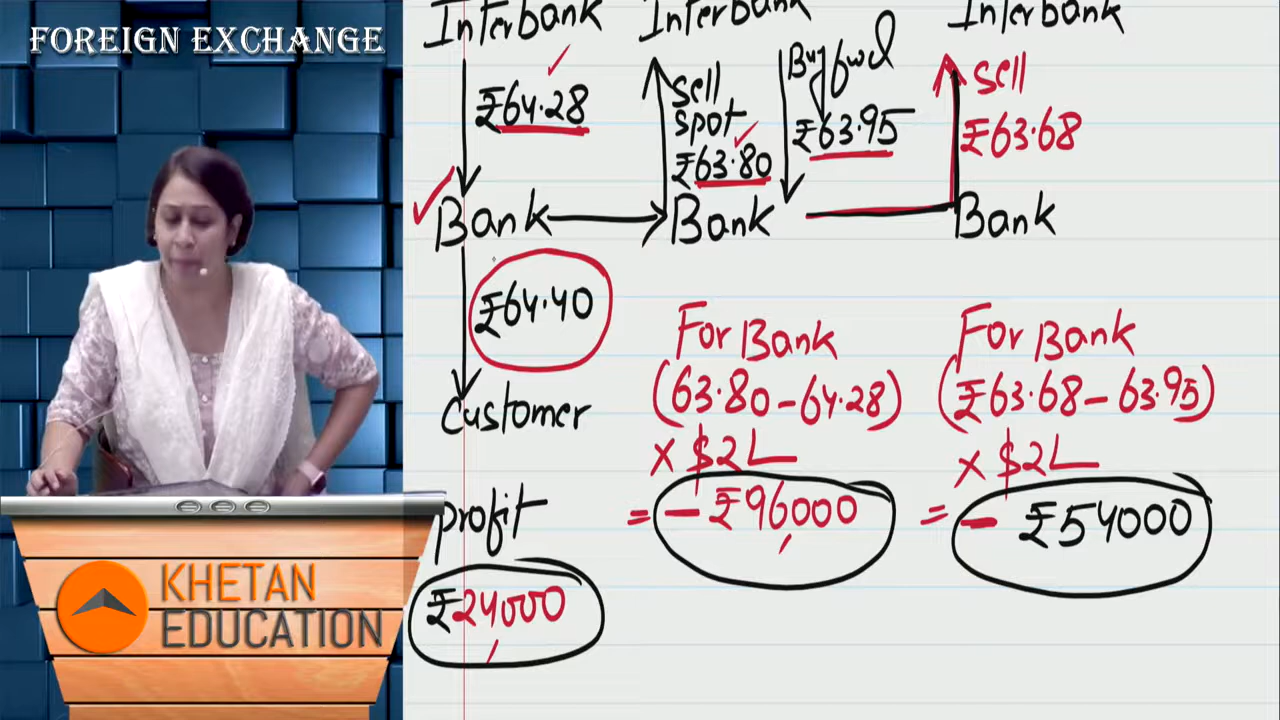 FOREIGN EXCHANGE
Interbank
₹64.28
Bank
₹64.40
Customer
profit
₹24000
Interbank
sell
spot
₹63.80
Buy fwd
₹63.95
Bank
For Bank
(63.80-64.28)
x $2L
= - ₹96000
Interbank
sell
₹63.68
Bank
For Bank
(₹63.68-63.95)
x $2L
= - ₹54000
KHETAN
EDUCATION